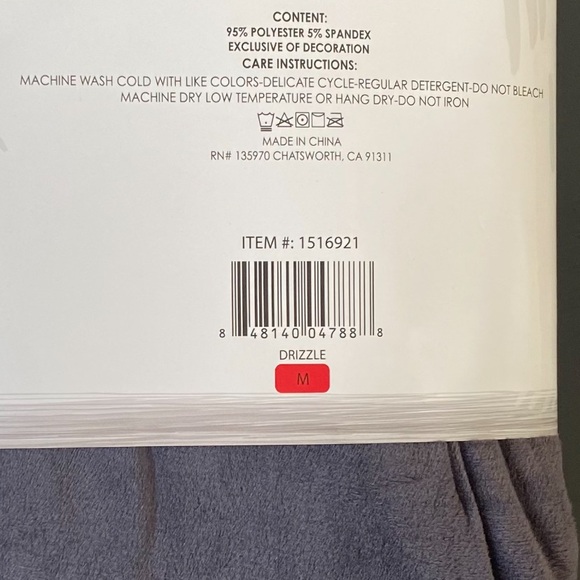 CONTENT:
95% POLYESTER 5% SPANDEX
EXCLUSIVE OF DECORATION
CARE INSTRUCTIONS:
MACHINE WASH COLD WITH LIKE COLORS-DELICATE CYCLE-REGULAR DETERGENT-DO NOT BLEACH
MACHINE DRY LOW TEMPERATURE OR HANG DRY-DO NOT IRON
MADE IN CHINA
RN# 135970 CHATSWORTH, CA 91311
ITEM #: 1516921
8 48140 04788 8
DRIZZLE
M